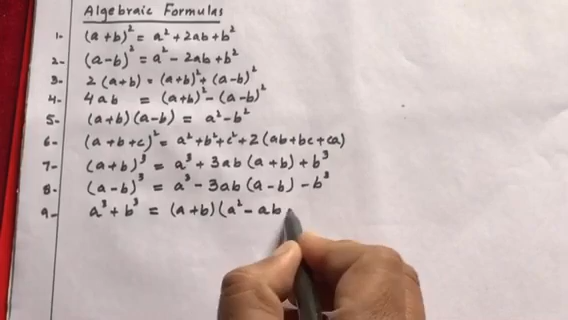 Algebraic Formulas
1- (a+b)² = a² + 2ab + b²
2- (a-b)² = a² - 2ab + b²
3- 2(a+b) = (a+b)² + (a-b)²
4- 4ab = (a+b)² - (a-b)²
5- (a+b)(a-b) = a² - b²
6- (a+b+c)² = a² + b² + c² + 2(ab+bc+ca)
7- (a+b)³ = a³ + 3ab(a+b) + b³
8- (a-b)³ = a³ - 3ab(a-b) - b³
9- a³ + b³ = (a+b)(a² - ab